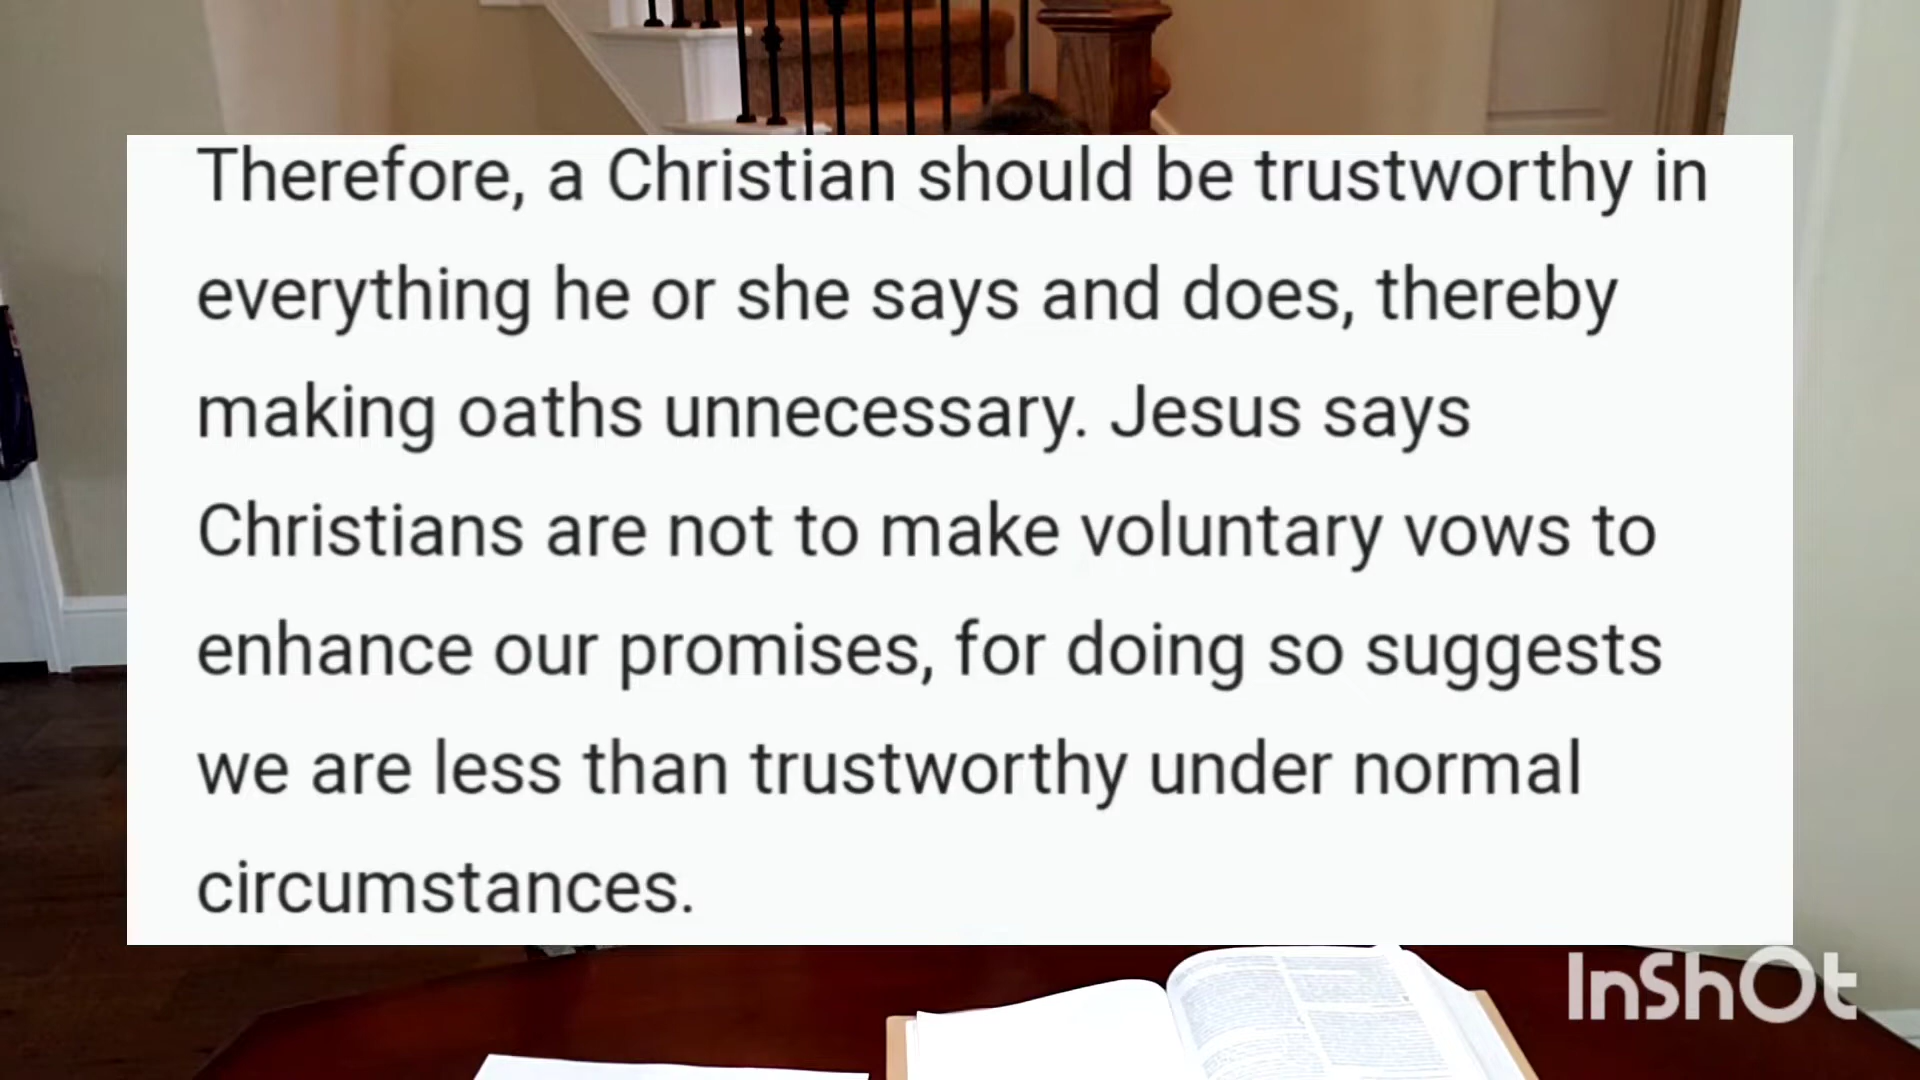 Therefore, a Christian should be trustworthy in
everything he or she says and does, thereby
making oaths unnecessary. Jesus says
Christians are not to make voluntary vows to
enhance our promises, for doing so suggests
we are less than trustworthy under normal
circumstances.
InShOt